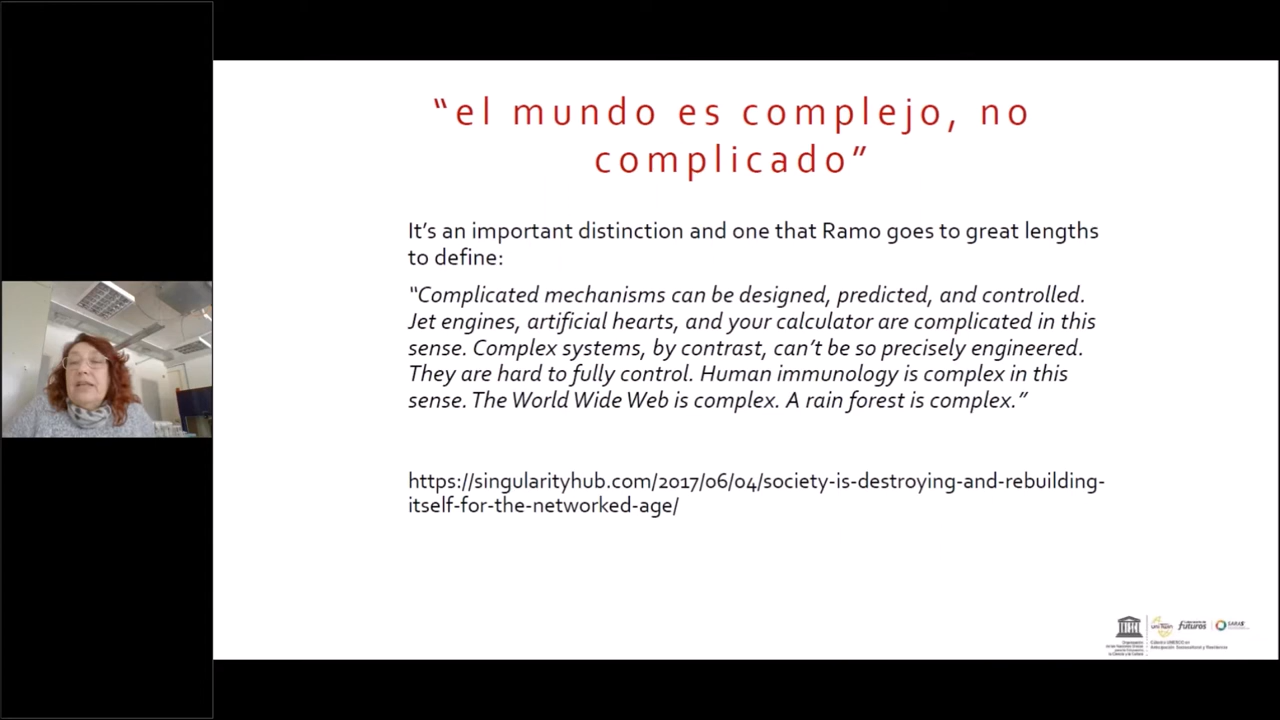 “el mundo es complejo, no
complicado”
It’s an important distinction and one that Ramo goes to great lengths
to define:
“Complicated mechanisms can be designed, predicted, and controlled.
Jet engines, artificial hearts, and your calculator are complicated in this
sense. Complex systems, by contrast, can’t be so precisely engineered.
They are hard to fully control. Human immunology is complex in this
sense. The World Wide Web is complex. A rain forest is complex.”
https://singularityhub.com/2017/06/04/society-is-destroying-and-rebuilding-
itself-for-the-networked-age/
futuros
SARAS